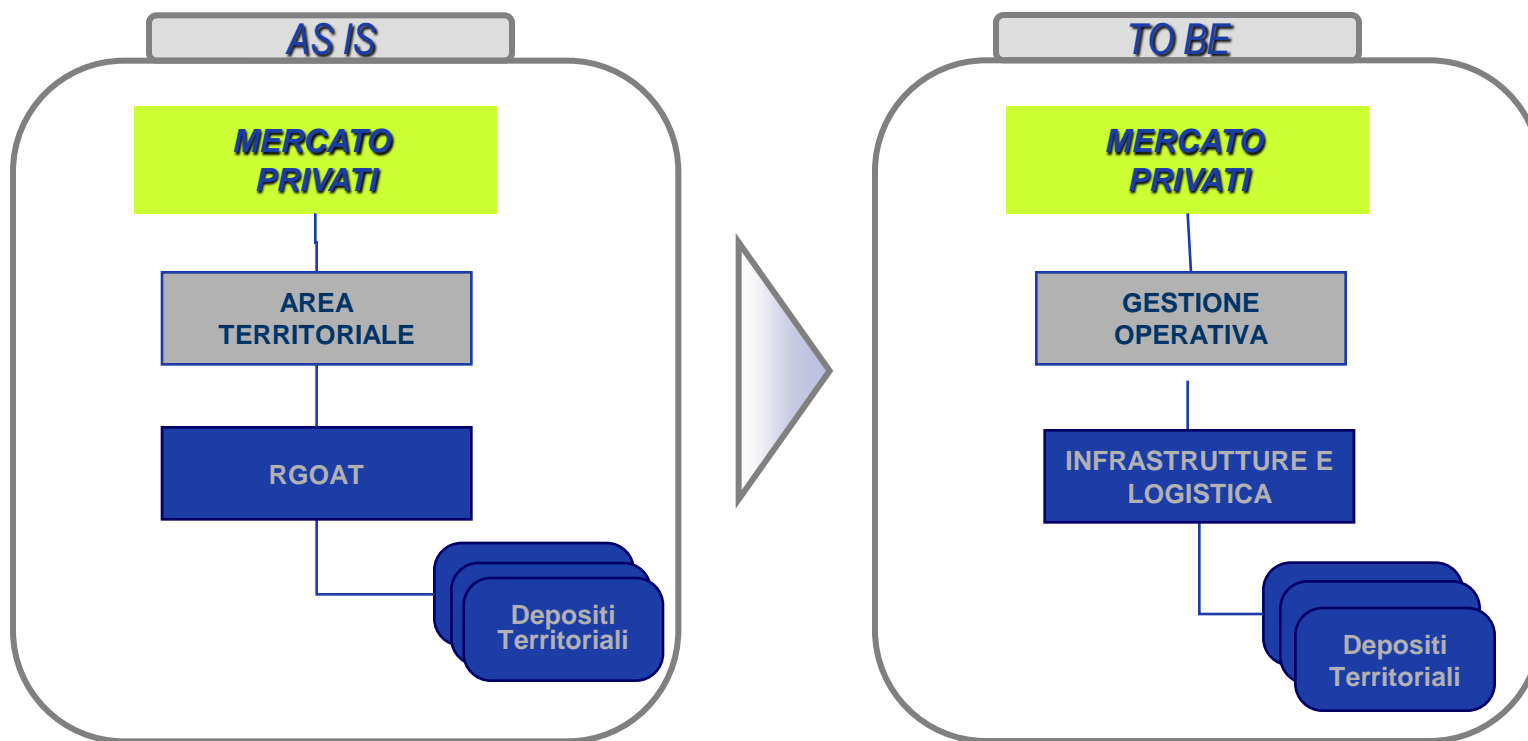 AS IS
MERCATO
PRIVATI
AREA
TERRITORIALE
RGOAT
Depositi
Territoriali
TO BE
MERCATO
PRIVATI
GESTIONE
OPERATIVA
INFRASTRUTTURE E
LOGISTICA
Depositi
Territoriali